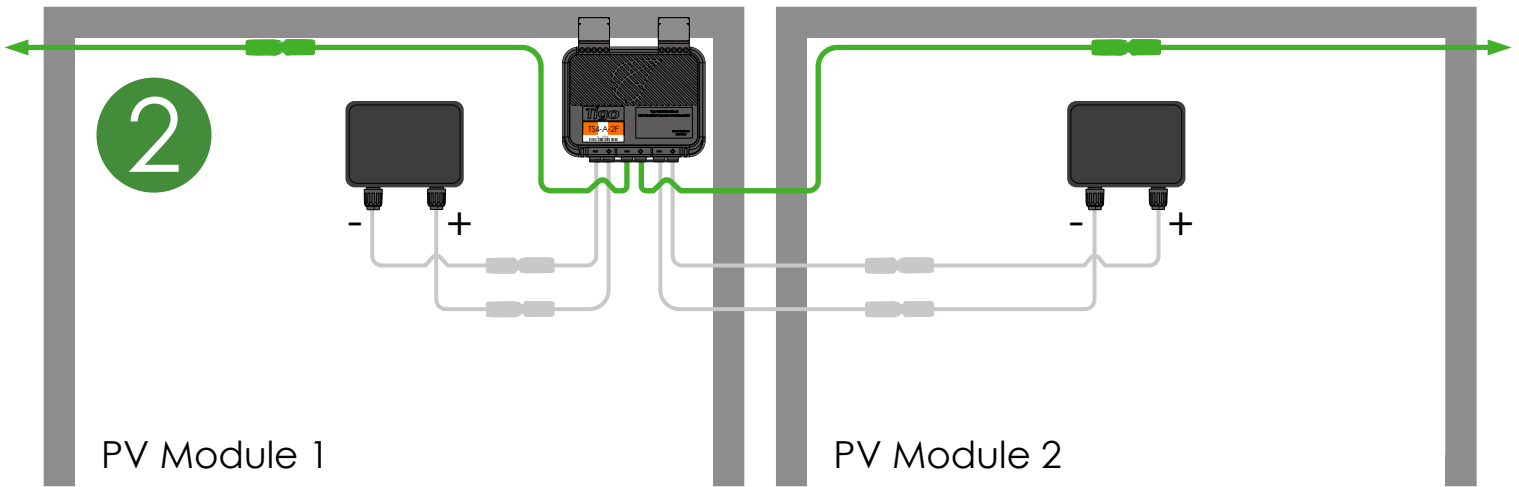 2
Tigo
TS4-A-2F
- + - + - +
- +
- +
PV Module 1
PV Module 2